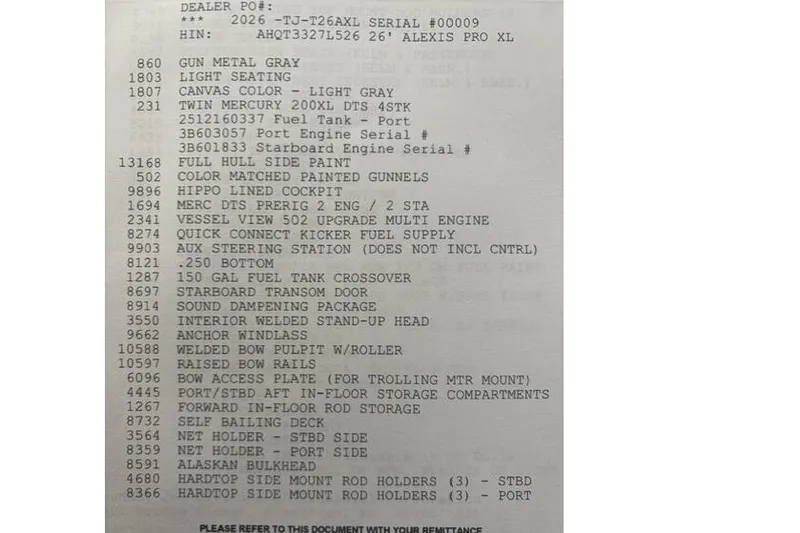 DEALER PO#:
*** 2026 -TJ-T26AXL SERIAL #00009
HIN: AHQT3327L526 26' ALEXIS PRO XL
860 GUN METAL GRAY
1803 LIGHT SEATING
1807 CANVAS COLOR - LIGHT GRAY
231 TWIN MERCURY 200XL DTS 4STK
2512160337 Fuel Tank - Port
3B603057 Port Engine Serial #
3B601833 Starboard Engine Serial #
13168 FULL HULL SIDE PAINT
502 COLOR MATCHED PAINTED GUNNELS
9896 HIPPO LINED COCKPIT
1694 MERC DTS PRERIG 2 ENG / 2 STA
2341 VESSEL VIEW 502 UPGRADE MULTI ENGINE
8274 QUICK CONNECT KICKER FUEL SUPPLY
9903 AUX STEERING STATION (DOES NOT INCL CNTRL)
8121 .250 BOTTOM
1287 150 GAL FUEL TANK CROSSOVER
8697 STARBOARD TRANSOM DOOR
8914 SOUND DAMPENING PACKAGE
3550 INTERIOR WELDED STAND-UP HEAD
9662 ANCHOR WINDLASS
10588 WELDED BOW PULPIT W/ROLLER
10597 RAISED BOW RAILS
6096 BOW ACCESS PLATE (FOR TROLLING MTR MOUNT)
4445 PORT/STBD AFT IN-FLOOR STORAGE COMPARTMENTS
1267 FORWARD IN-FLOOR ROD STORAGE
8732 SELF BAILING DECK
3564 NET HOLDER - STBD SIDE
8359 NET HOLDER - PORT SIDE
8591 ALASKAN BULKHEAD
4680 HARDTOP SIDE MOUNT ROD HOLDERS (3) - STBD
8366 HARDTOP SIDE MOUNT ROD HOLDERS (3) - PORT
PLEASE REFER TO THIS DOCUMENT WITH YOUR REMITTANCE